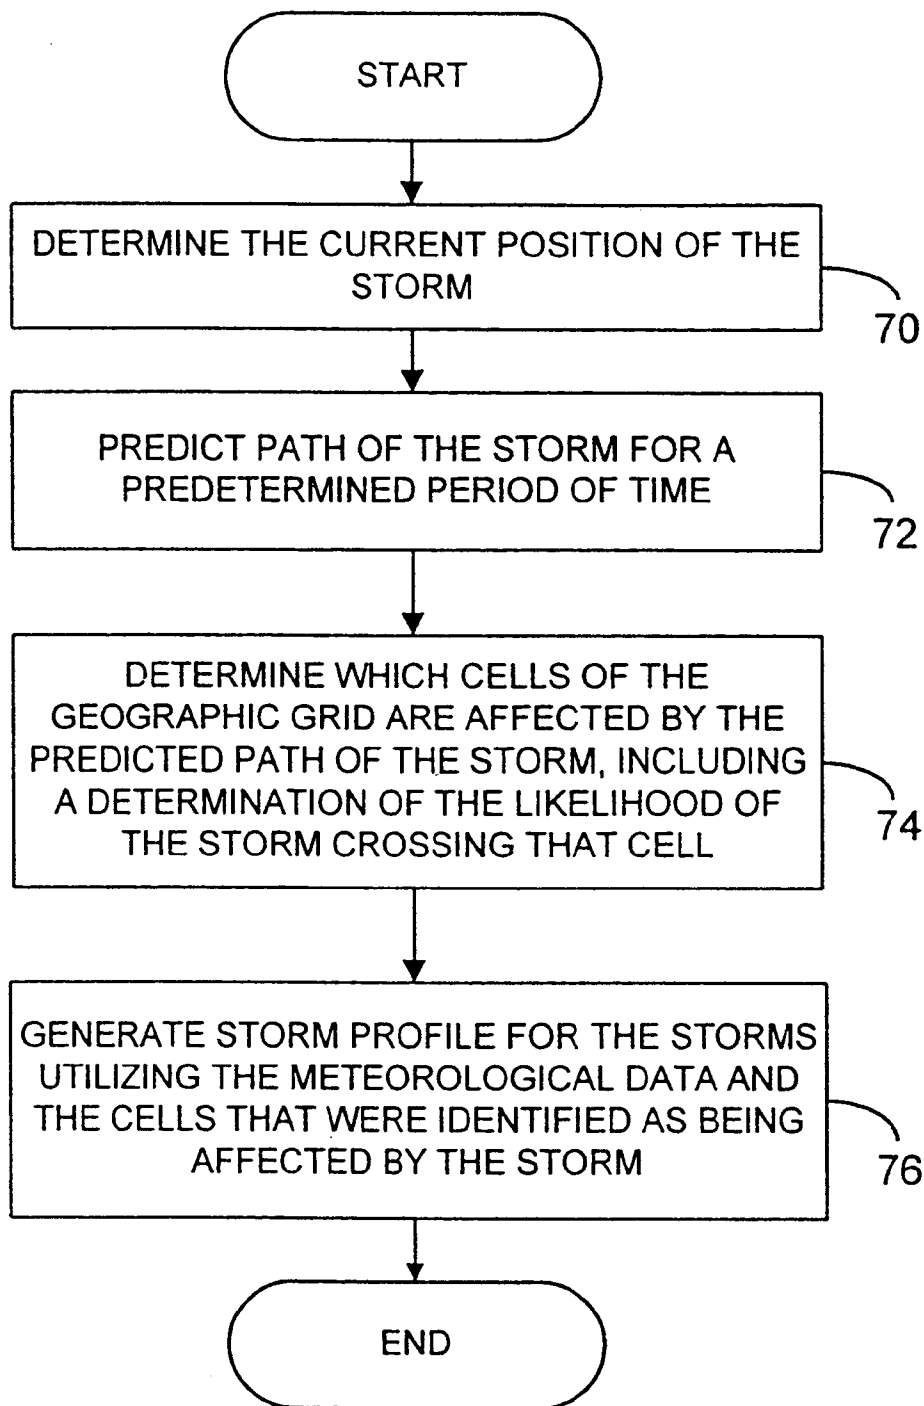 START
DETERMINE THE CURRENT POSITION OF THE
STORM
70
PREDICT PATH OF THE STORM FOR A
PREDETERMINED PERIOD OF TIME
72
DETERMINE WHICH CELLS OF THE
GEOGRAPHIC GRID ARE AFFECTED BY THE
PREDICTED PATH OF THE STORM, INCLUDING
A DETERMINATION OF THE LIKELIHOOD OF
THE STORM CROSSING THAT CELL
74
GENERATE STORM PROFILE FOR THE STORMS
UTILIZING THE METEOROLOGICAL DATA AND
THE CELLS THAT WERE IDENTIFIED AS BEING
AFFECTED BY THE STORM
76
END